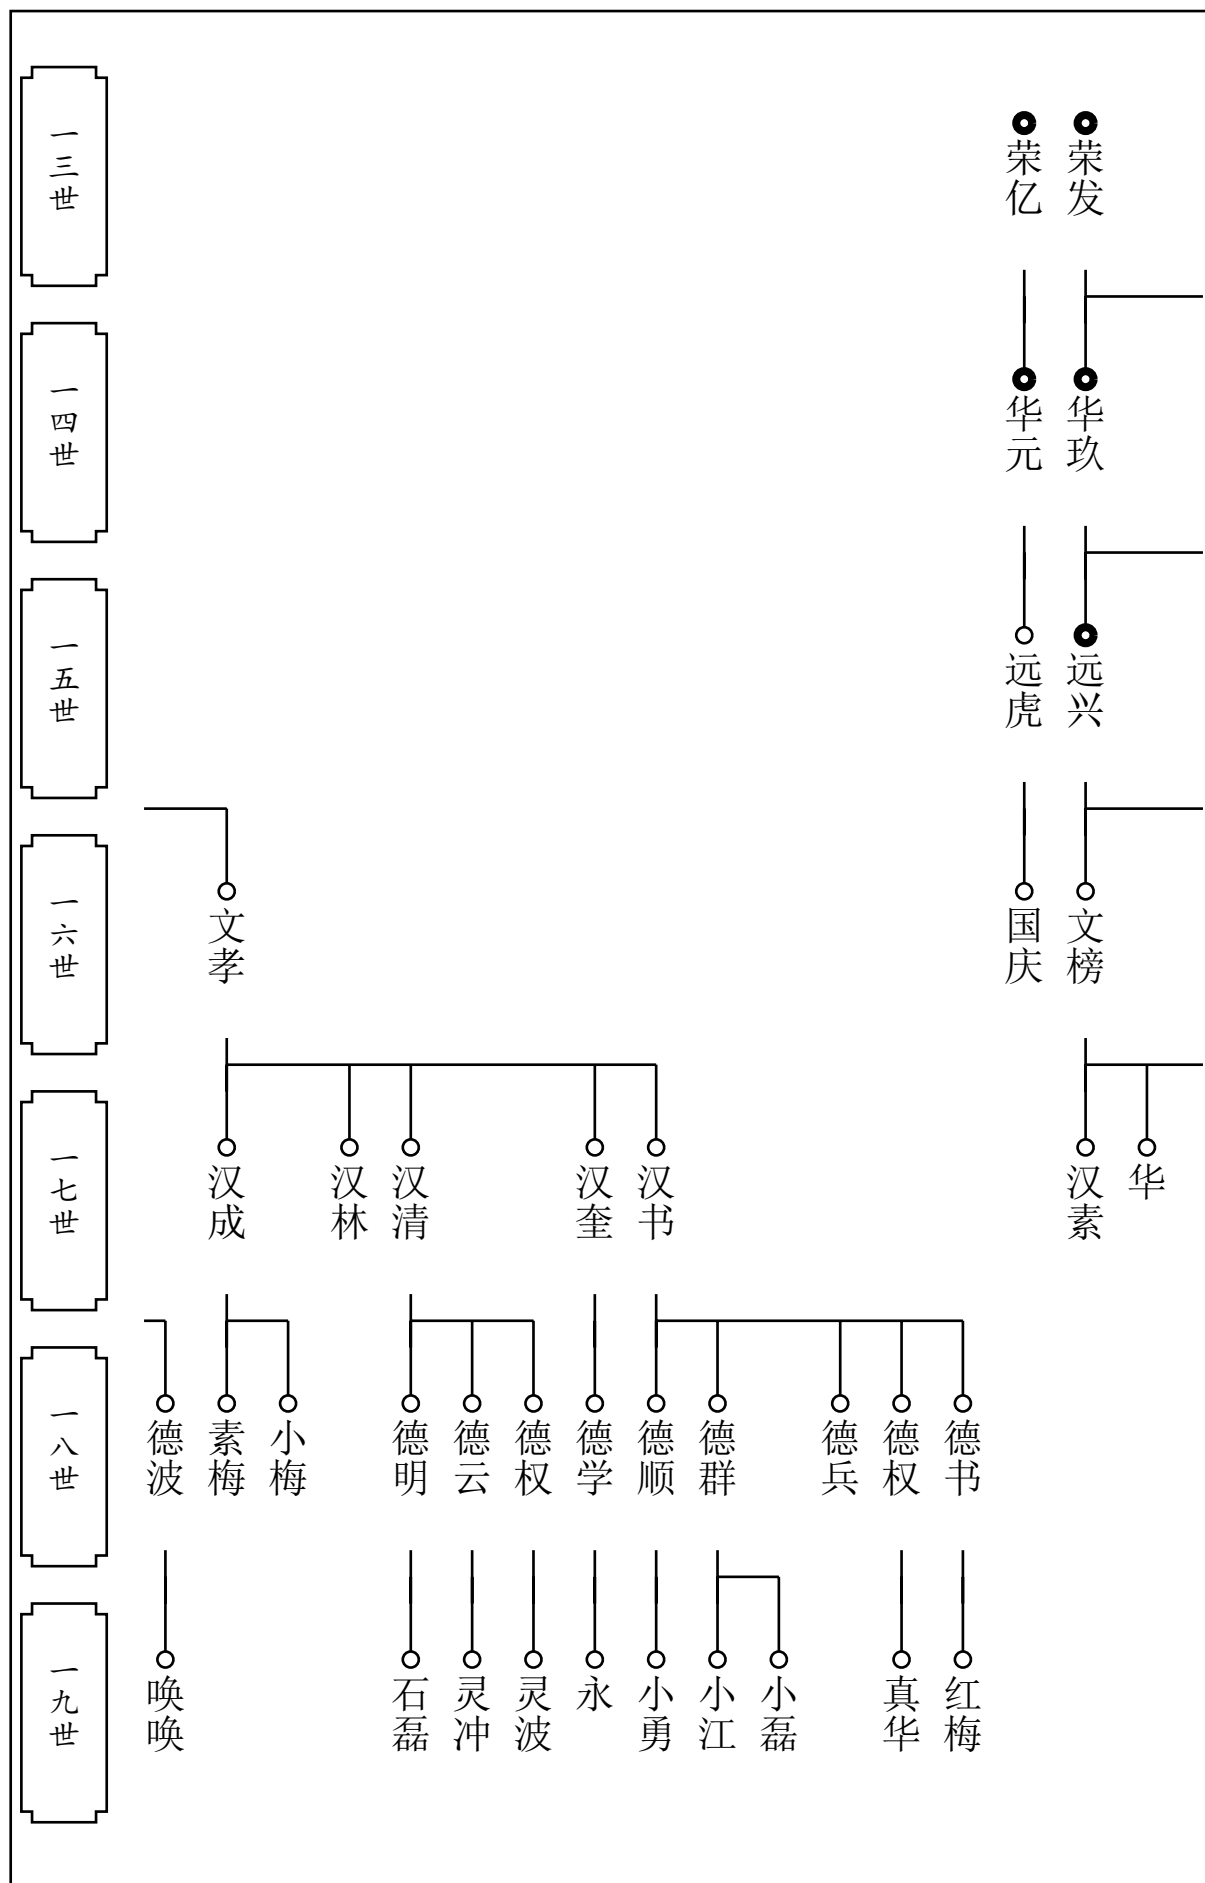 一三世
荣发
荣亿
一四世
华玖
华元
一五世
远兴
远虎
一六世
文榜
国庆
文孝
一七世
华
汉素
汉书
汉奎
汉清
汉林
汉成
一八世
德书
德权
德兵
德群
德顺
德学
德权
德云
德明
小梅
素梅
德波
一九世
红梅
真华
小磊
小江
小勇
永
灵波
灵冲
石磊
唤唤